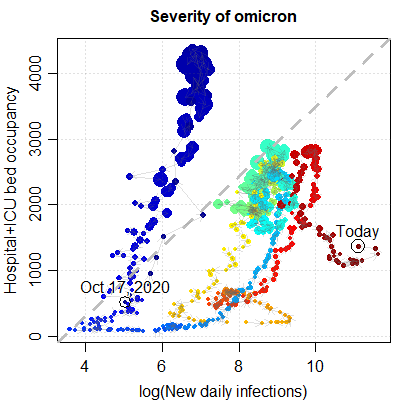 Severity of omicron
Hospital+ICU bed occupancy
4000
3000
2000
1000
0
Today
Oct 17, 2020
4 6 8 10
log(New daily infections)